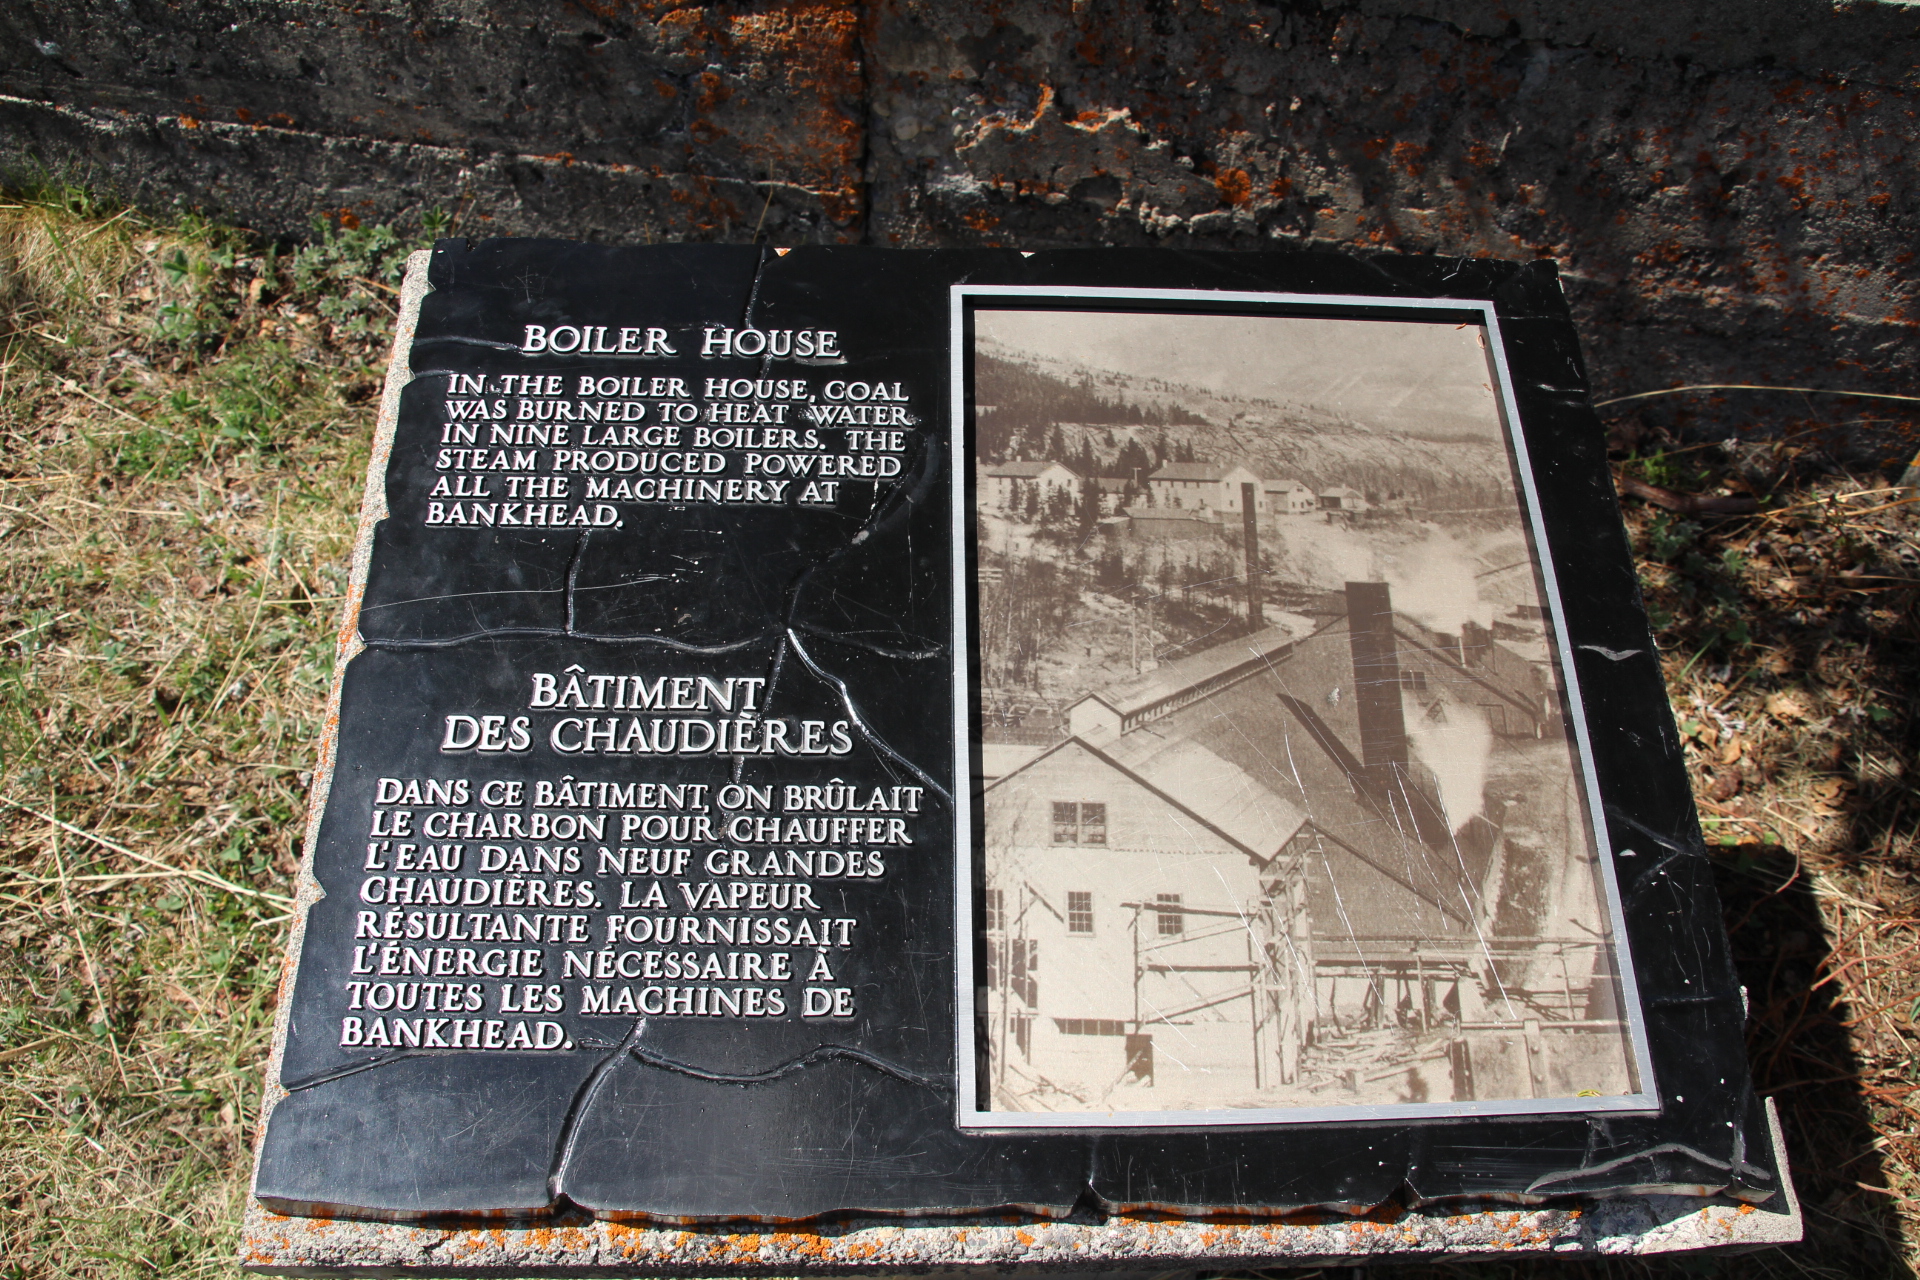 BOILER HOUSE
IN THE BOILER HOUSE, COAL
WAS BURNED TO HEAT WATER
IN NINE LARGE BOILERS. THE
STEAM PRODUCED POWERED
ALL THE MACHINERY AT
BANKHEAD.
BÂTIMENT
DES CHAUDIÈRES
DANS CE BÂTIMENT, ON BRÛLAIT
LE CHARBON POUR CHAUFFER
L'EAU DANS NEUF GRANDES
CHAUDIÈRES. LA VAPEUR
RÉSULTANTE FOURNISSAIT
L'ÉNERGIE NÉCESSAIRE À
TOUTES LES MACHINES DE
BANKHEAD.